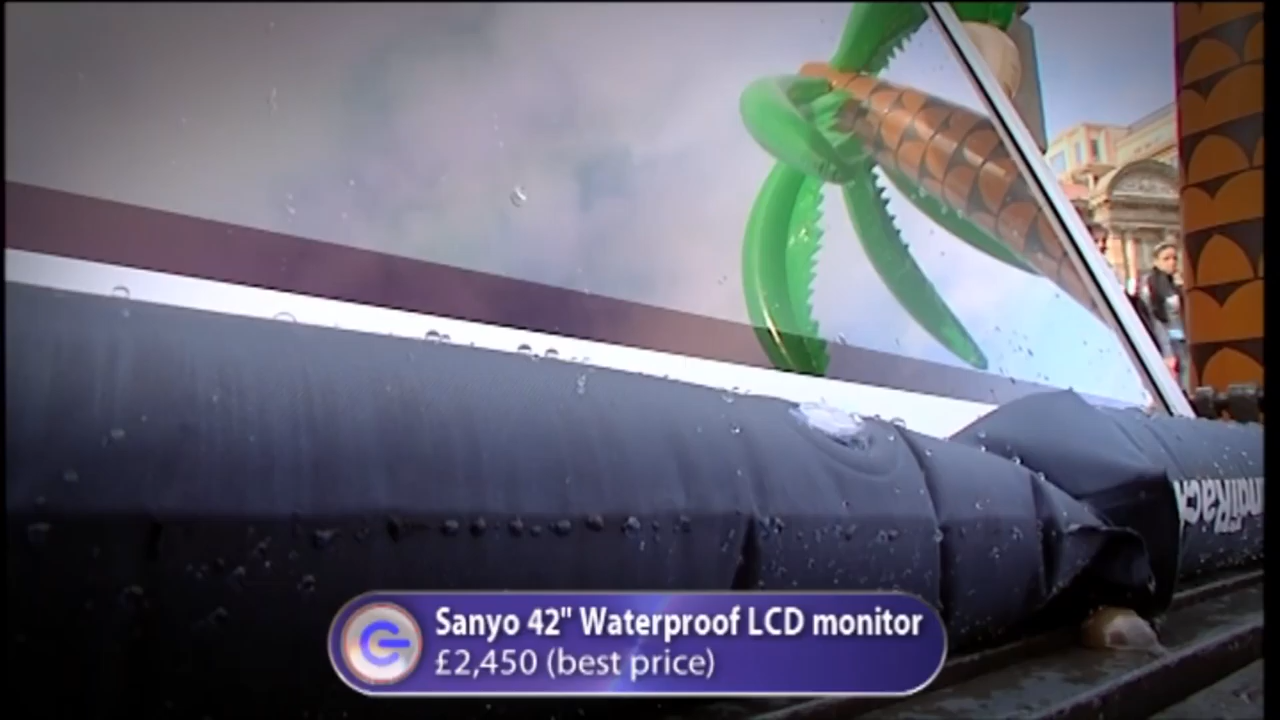 Sanyo 42" Waterproof LCD monitor
£2,450 (best price)